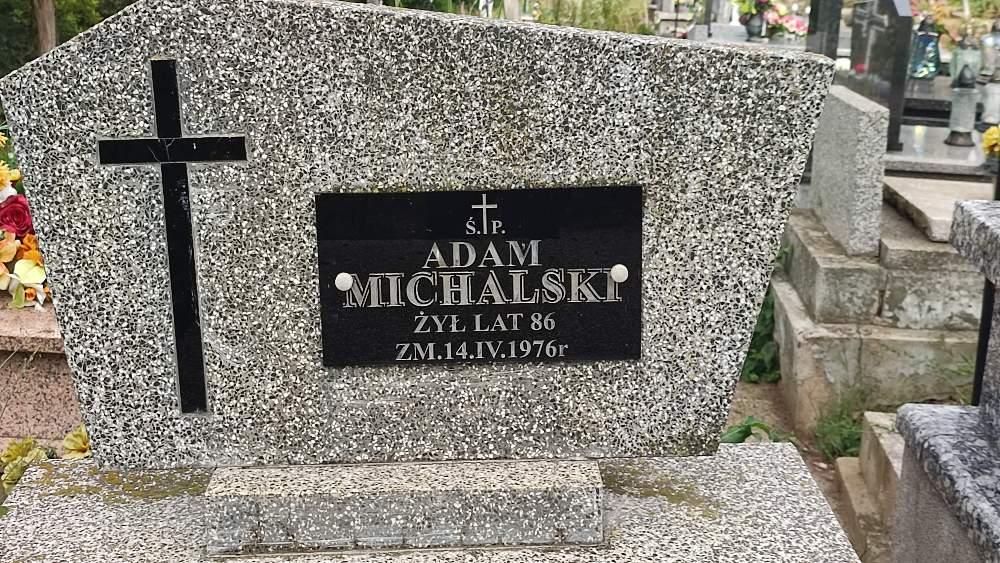 Ś.P.
ADAM
MICHALSKI
ŻYŁ LAT 86
ZM.14.IV.1976r